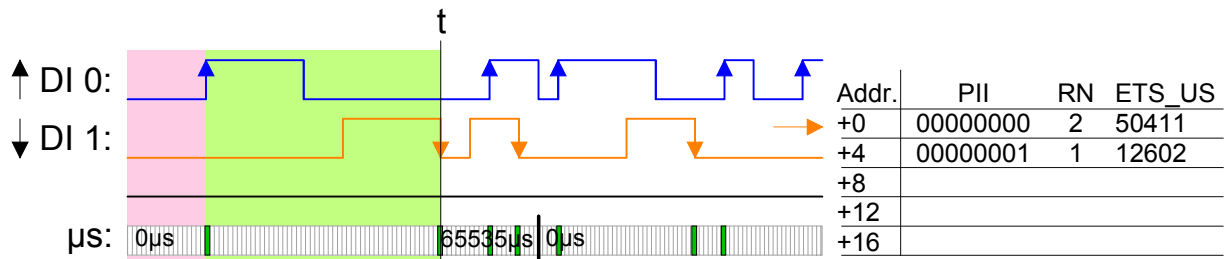 t
DI 0:
DI 1:
µs:
0µs
65535µs
0µs
Addr. PII RN ETS_US
+0 00000000 2 50411
+4 00000001 1 12602
+8
+12
+16